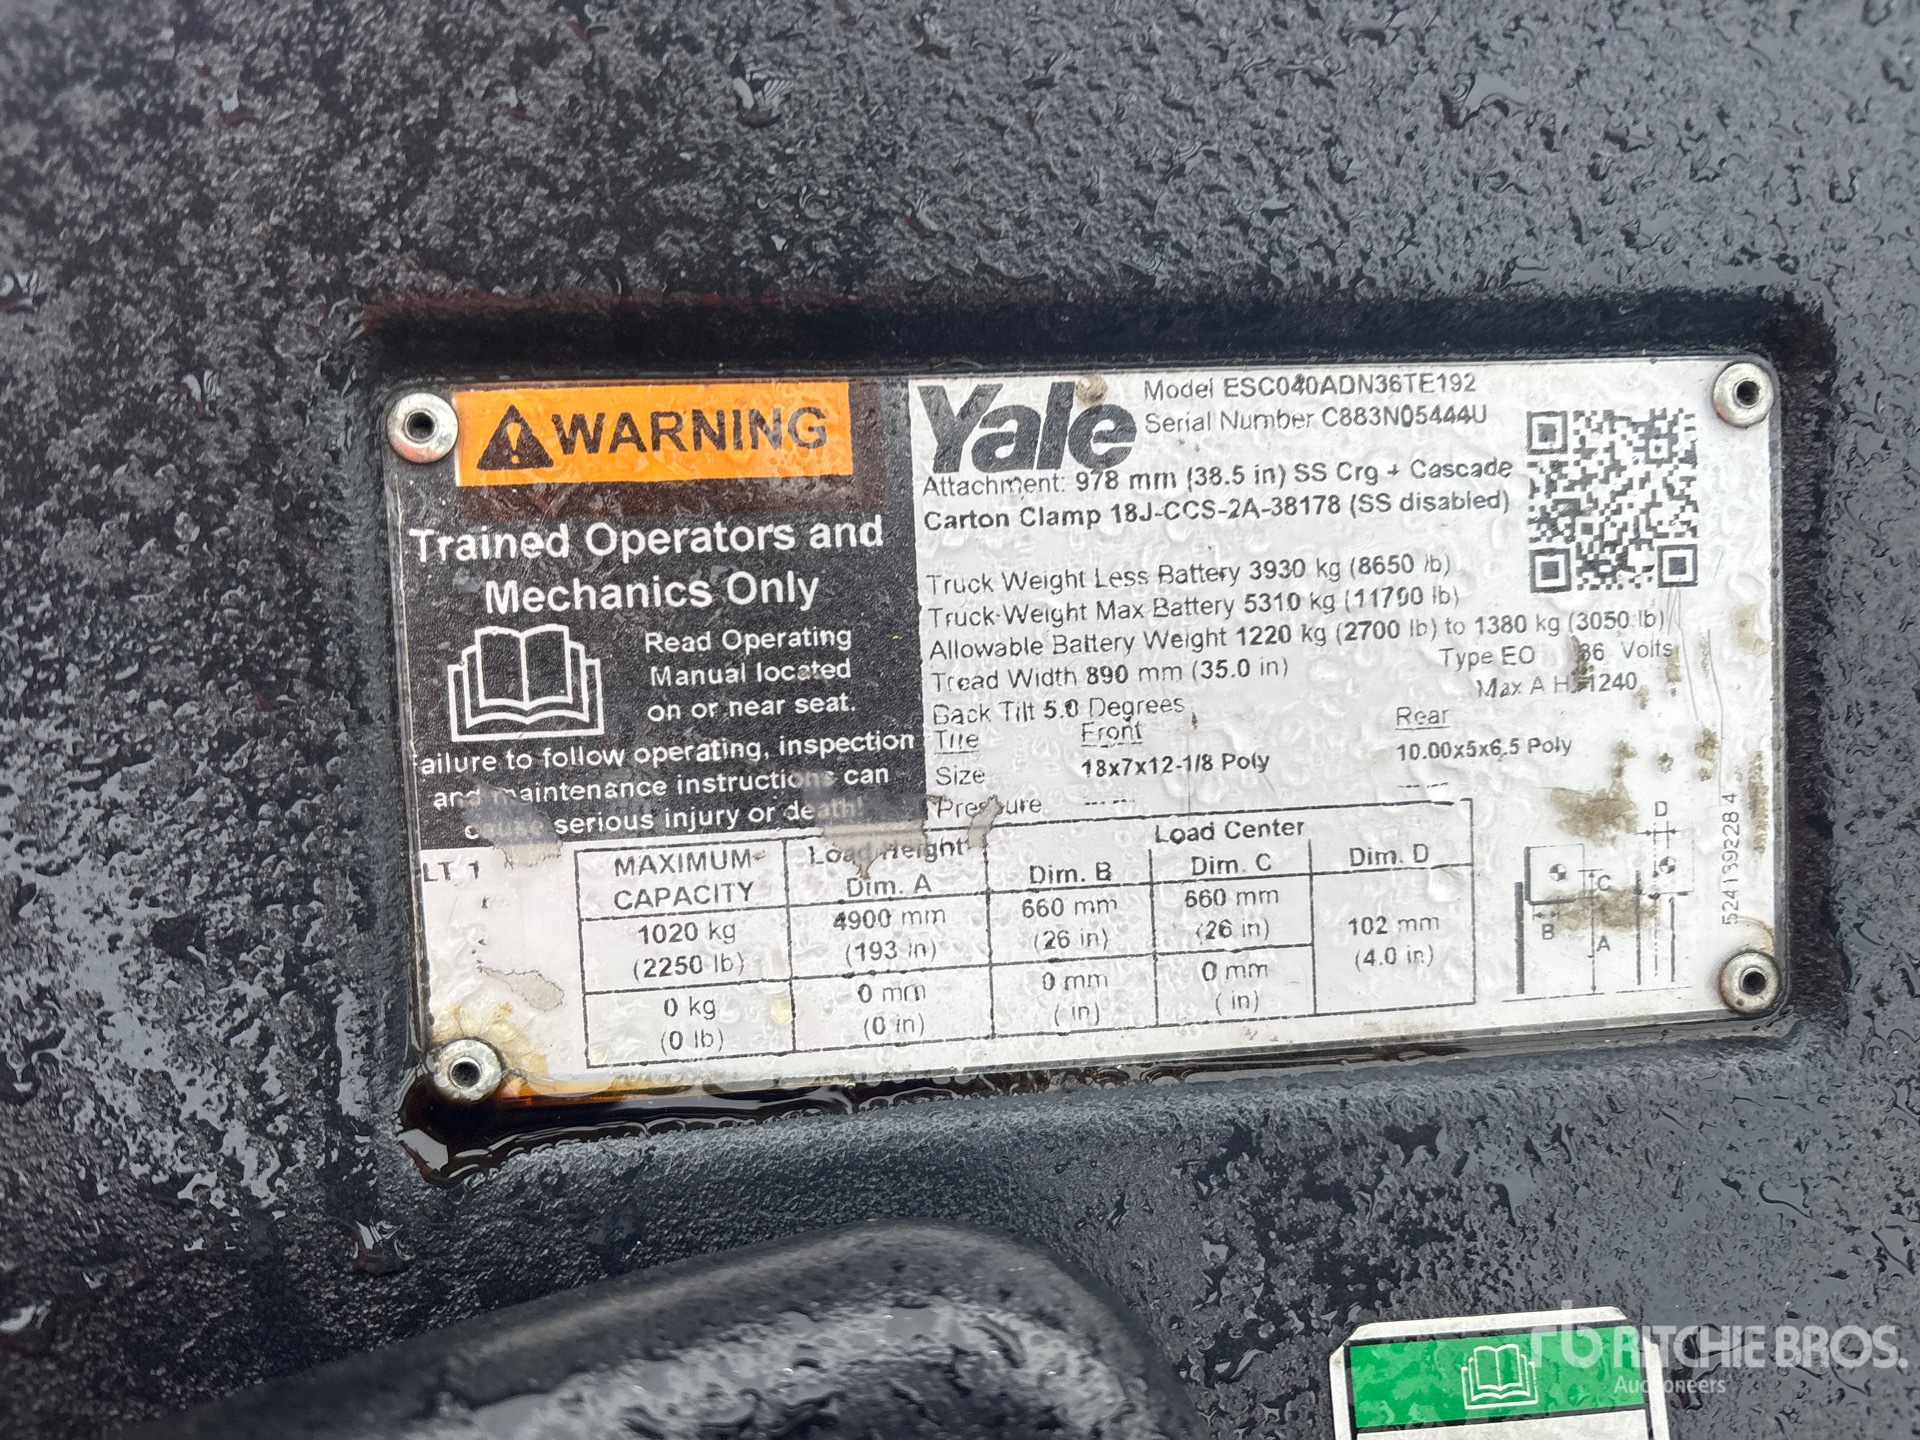 WARNING
Trained Operators and
Mechanics Only
Read Operating
Manual located
on or near seat.
ailure to follow operating, inspection
and maintenance instructions can
cause serious injury or death!
Yale
Model ESC040ADN36TE192
Serial Number C883N05444U
Attachment: 978 mm (38.5 in) SS Crg + Cascade
Carton Clamp 18J-CCS-2A-38178 (SS disabled)
Truck Weight Less Battery 3930 kg (8650 lb)
Truck Weight Max Battery 5310 kg (11700 lb)
Allowable Battery Weight 1220 kg (2700 lb) to 1380 kg (3050 lb)
Tread Width 890 mm (35.0 in) Type EO 36 Volts
Back Tilt 5.0 Degrees Max A H 1240
Tire Front Rear
Size 18x7x12-1/8 Poly 10.00x5x6.5 Poly
Pressure --- --- --- ---
LT 1
MAXIMUM CAPACITY
Load Height Dim. A
Load Center
Dim. B Dim. C Dim. D
1020 kg 4900 mm 660 mm 660 mm 102 mm
(2250 lb) (193 in) (26 in) (26 in) (4.0 in)
0 kg 0 mm 0 mm 0 mm
(0 lb) (0 in) ( in) ( in)
B C A D
524139228 4
RITCHIE BROS.
Auctioneers